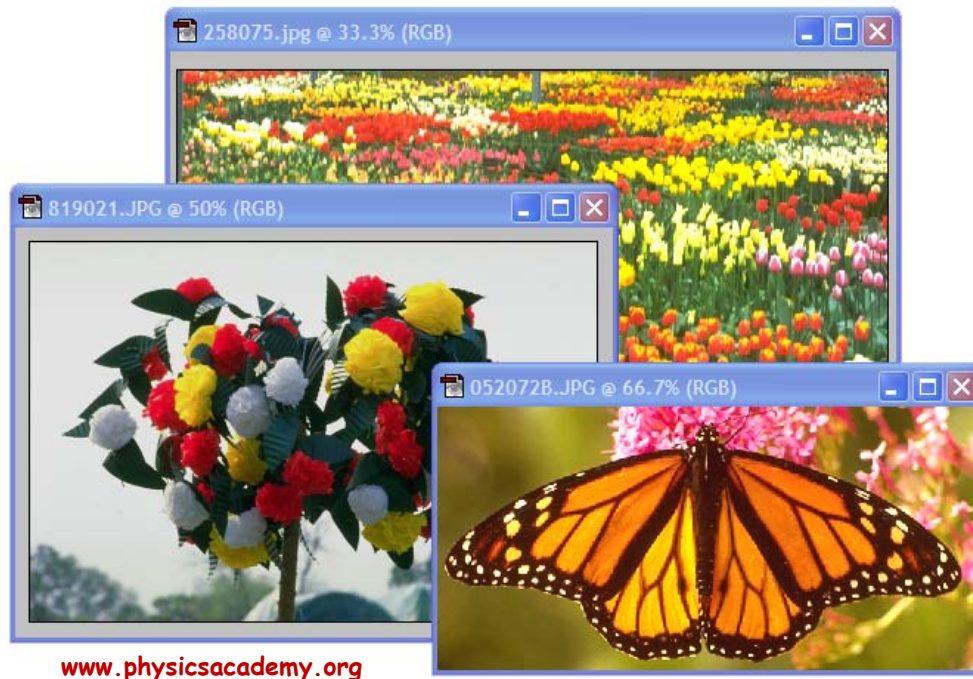 258075.jpg @ 33.3% (RGB)
819021.JPG @ 50% (RGB)
052072B.JPG @ 66.7% (RGB)
www.physicsacademy.org